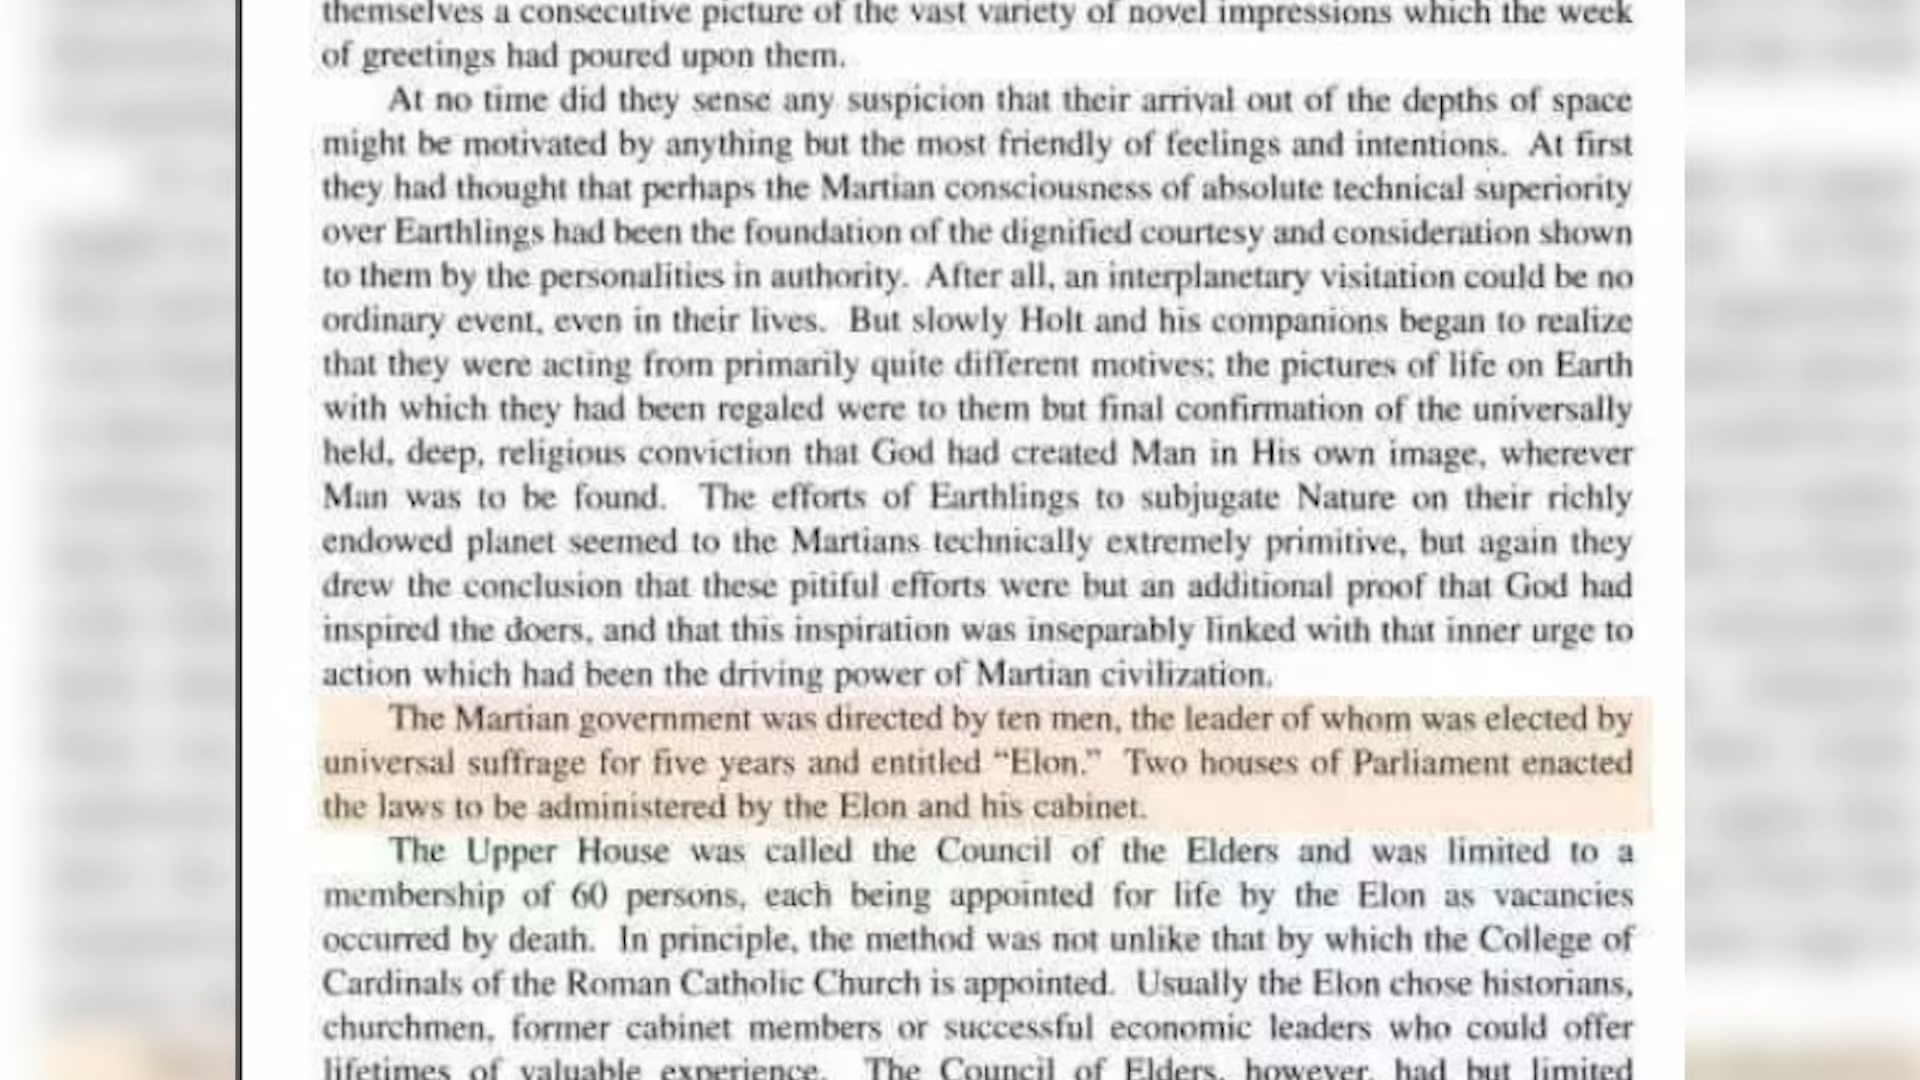 themselves a consecutive picture of the vast variety of novel impressions which the week
of greetings had poured upon them.
At no time did they sense any suspicion that their arrival out of the depths of space
might be motivated by anything but the most friendly of feelings and intentions. At first
they had thought that perhaps the Martian consciousness of absolute technical superiority
over Earthlings had been the foundation of the dignified courtesy and consideration shown
to them by the personalities in authority. After all, an interplanetary visitation could be no
ordinary event, even in their lives. But slowly Holt and his companions began to realize
that they were acting from primarily quite different motives; the pictures of life on Earth
with which they had been regaled were to them but final confirmation of the universally
held, deep, religious conviction that God had created Man in His own image, wherever
Man was to be found. The efforts of Earthlings to subjugate Nature on their richly
endowed planet seemed to the Martians technically extremely primitive, but again they
drew the conclusion that these pitiful efforts were but an additional proof that God had
inspired the doers, and that this inspiration was inseparably linked with that inner urge to
action which had been the driving power of Martian civilization.
The Martian government was directed by ten men, the leader of whom was elected by
universal suffrage for five years and entitled “Elon.” Two houses of Parliament enacted
the laws to be administered by the Elon and his cabinet.
The Upper House was called the Council of the Elders and was limited to a
membership of 60 persons, each being appointed for life by the Elon as vacancies
occurred by death. In principle, the method was not unlike that by which the College of
Cardinals of the Roman Catholic Church is appointed. Usually the Elon chose historians,
churchmen, former cabinet members or successful economic leaders who could offer
lifetimes of valuable experience. The Council of Elders, however, had but limited